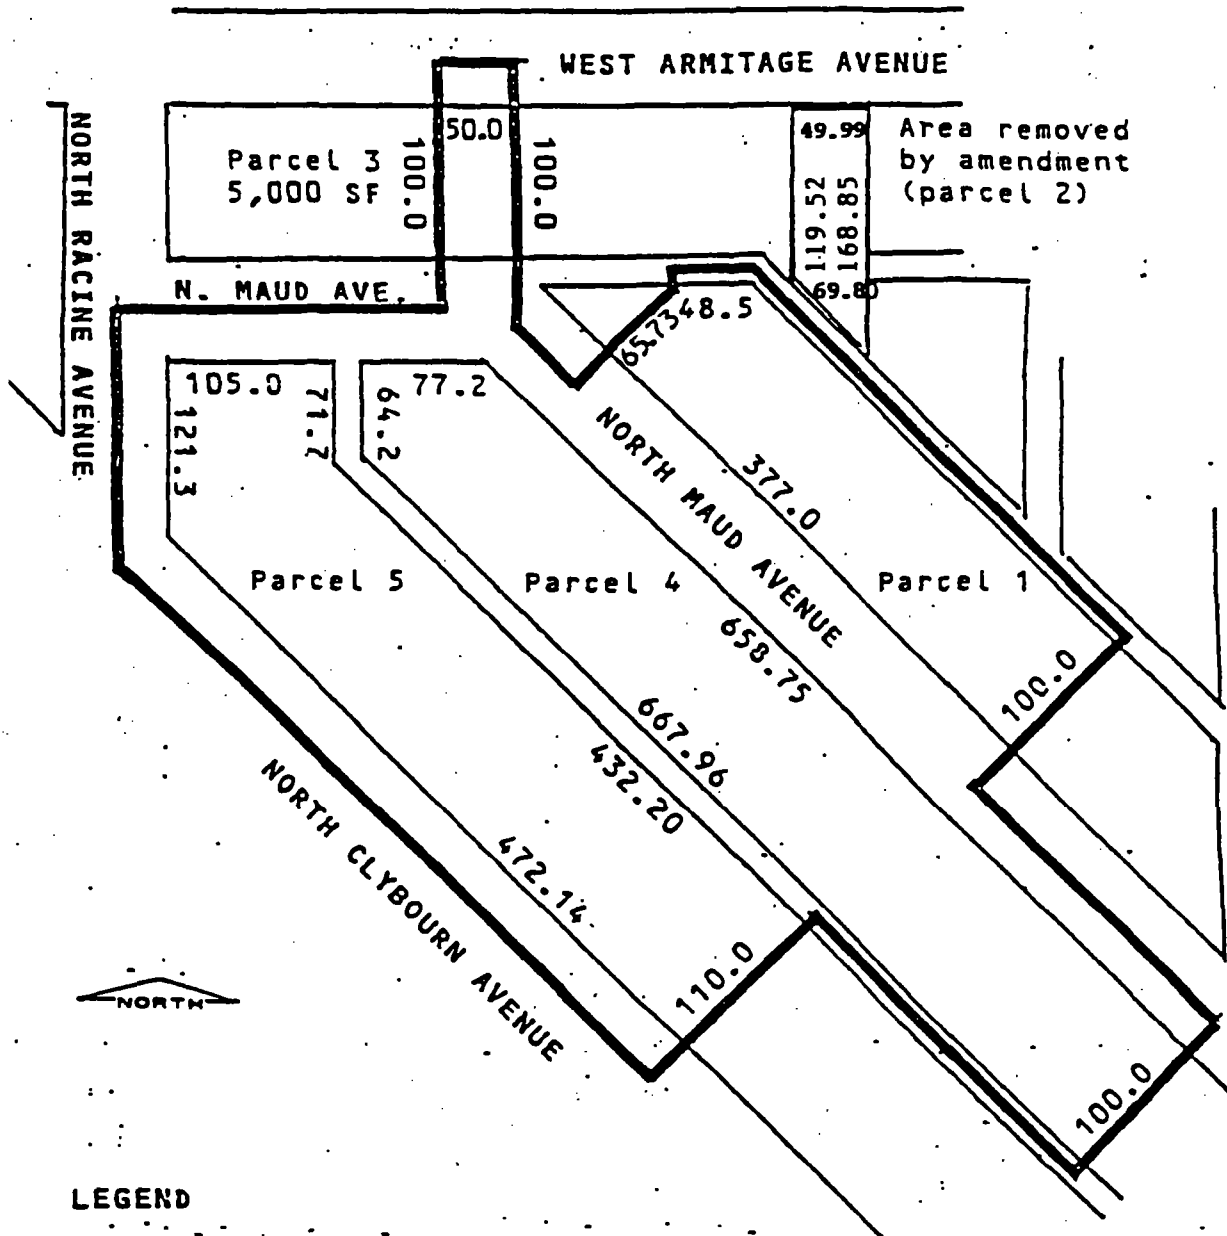 WEST ARMITAGE AVENUE
NORTH RACINE AVENUE
50.0
49.99
Area removed
by amendment
(parcel 2)
Parcel 3
5,000 SF
100.0
100.0
119.52
168.85
69.80
N. MAUD AVE.
65.73
48.5
105.0
71.7
64.2
77.2
121.3
NORTH MAUD AVENUE
377.0
Parcel 5
Parcel 4
Parcel 1
658.75
100.0
667.96
432.20
NORTH CLYBOURN AVENUE
472.14
110.0
NORTH
100.0
LEGEND